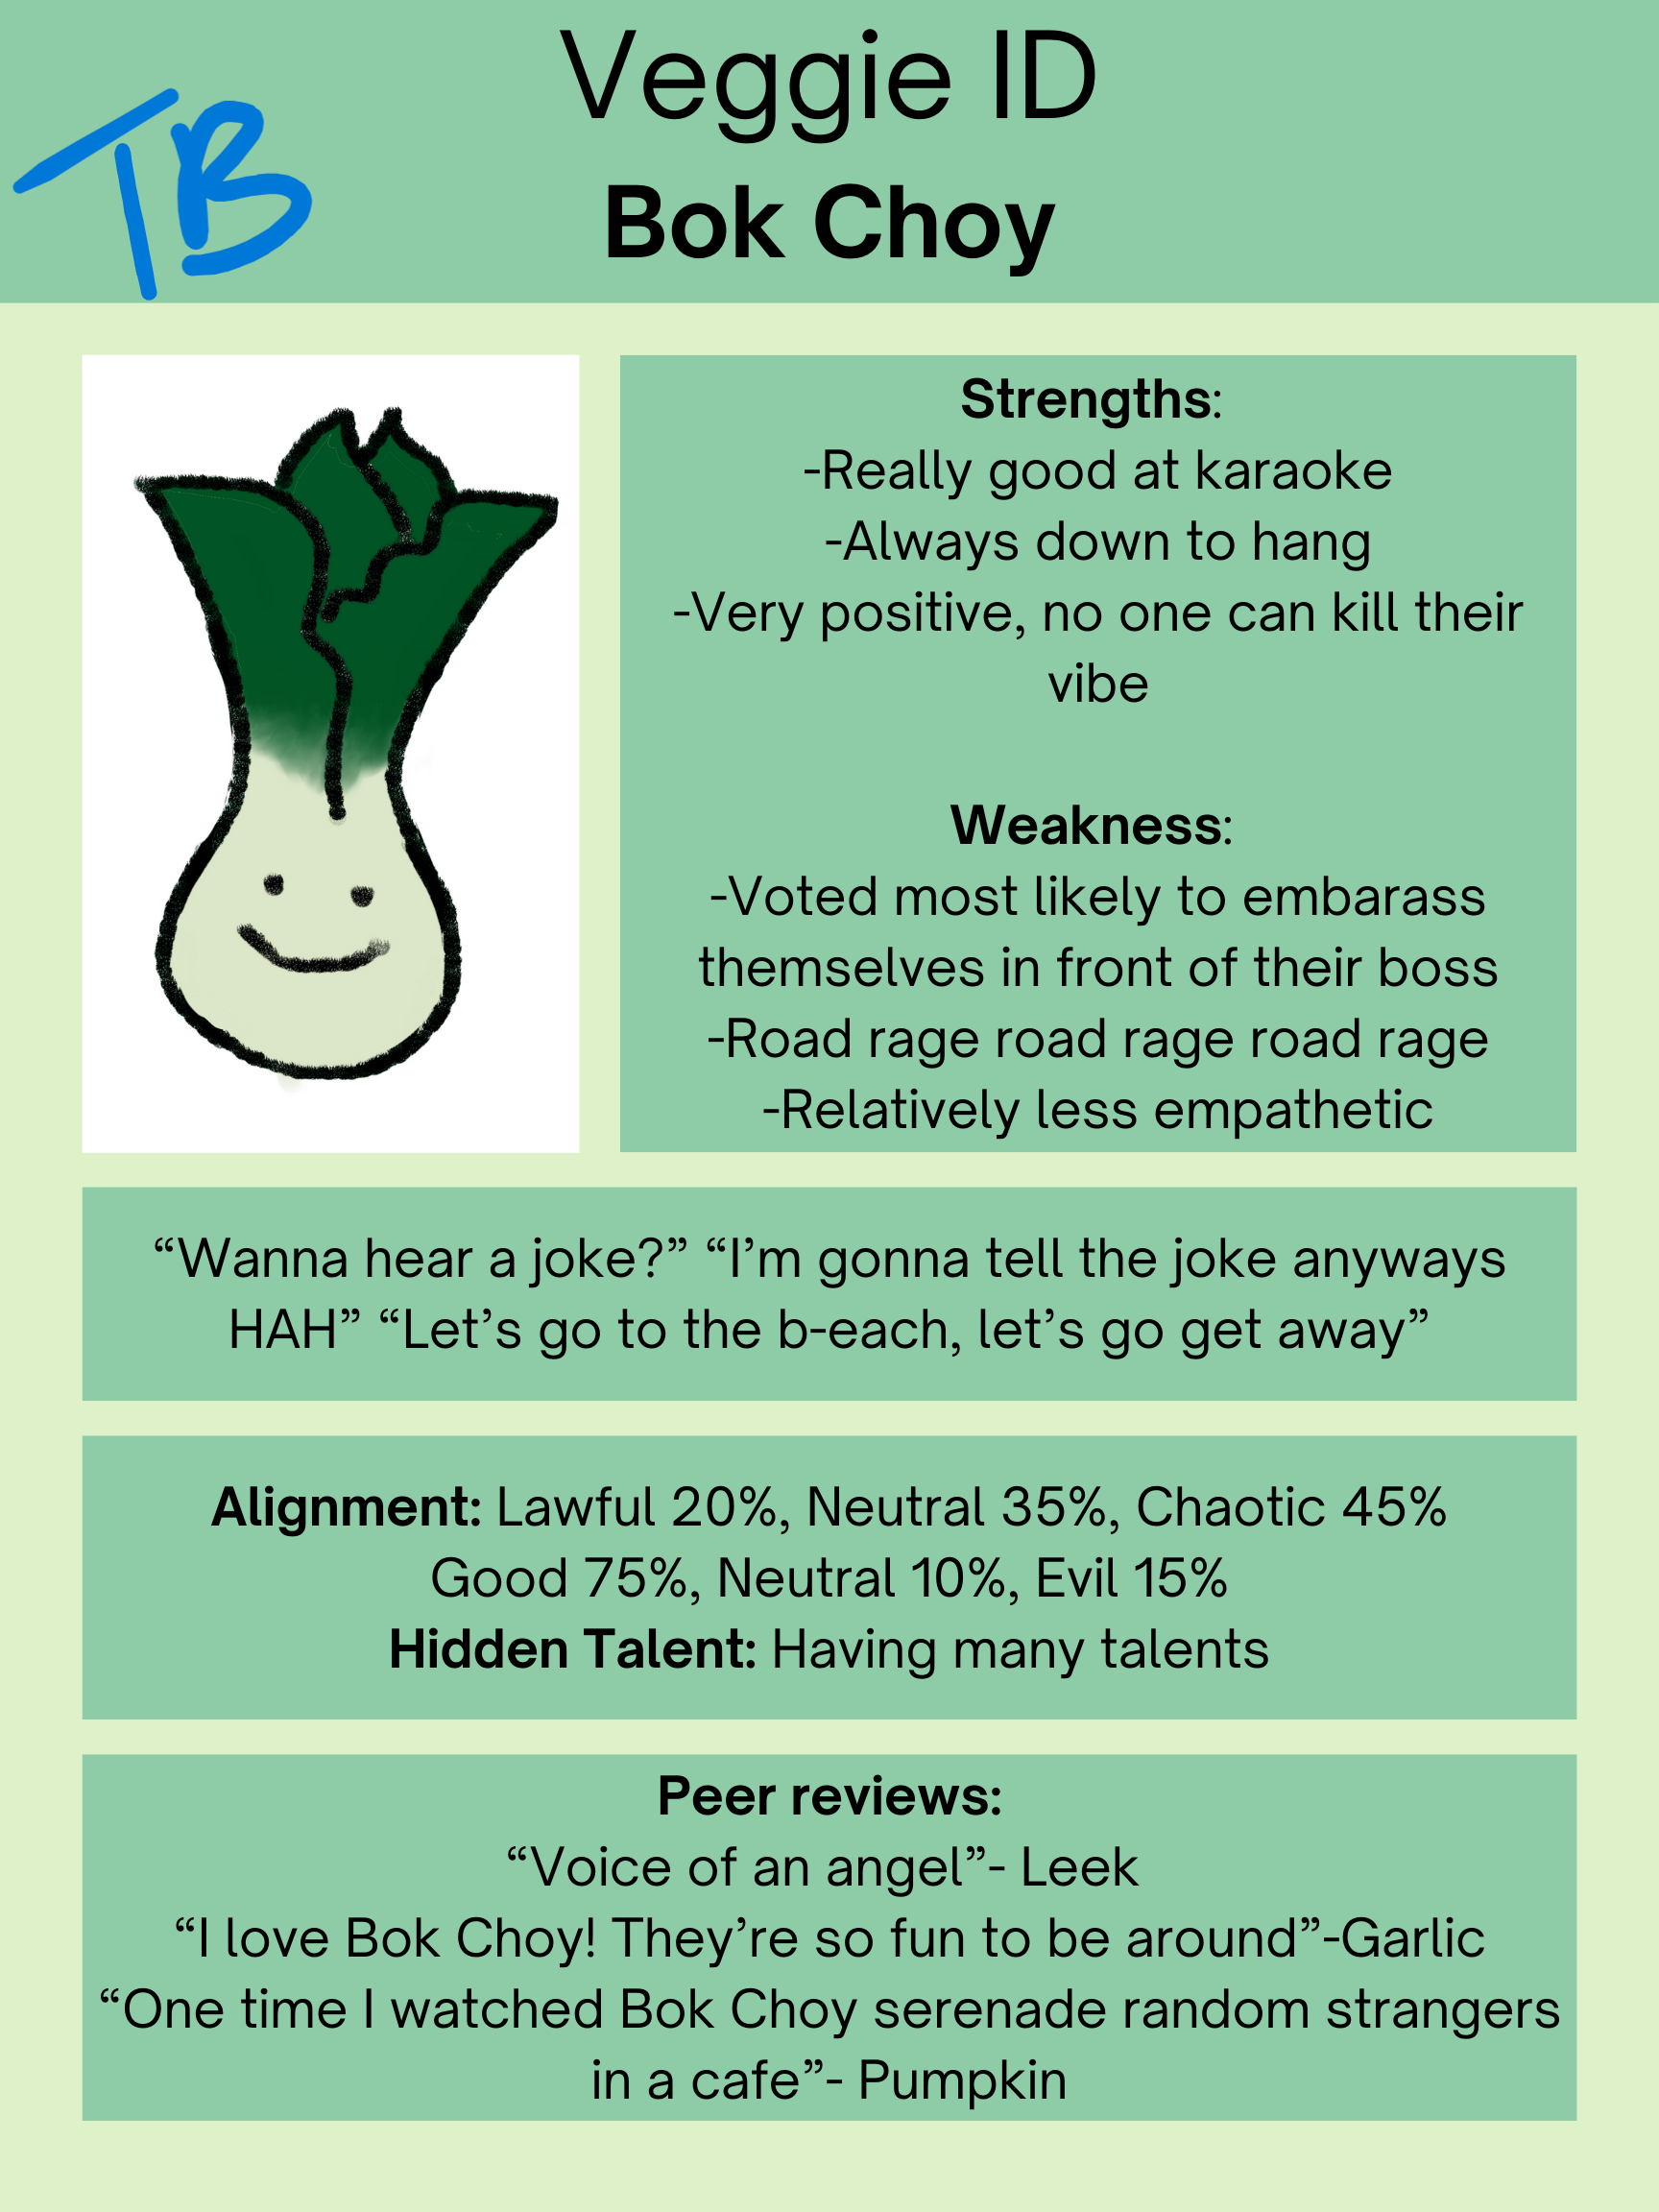 Veggie ID
TB
Bok Choy
Strengths:
-Really good at karaoke
-Always down to hang
-Very positive, no one can kill their
vibe
Weakness:
-Voted most likely to embarass
themselves in front of their boss
-Road rage road rage road rage
-Relatively less empathetic
“Wanna hear a joke?” “I’m gonna tell the joke anyways
HAH” “Let’s go to the b-each, let’s go get away”
Alignment: Lawful 20%, Neutral 35%, Chaotic 45%
Good 75%, Neutral 10%, Evil 15%
Hidden Talent: Having many talents
Peer reviews:
“Voice of an angel”- Leek
“I love Bok Choy! They’re so fun to be around”-Garlic
“One time I watched Bok Choy serenade random strangers
in a cafe”- Pumpkin